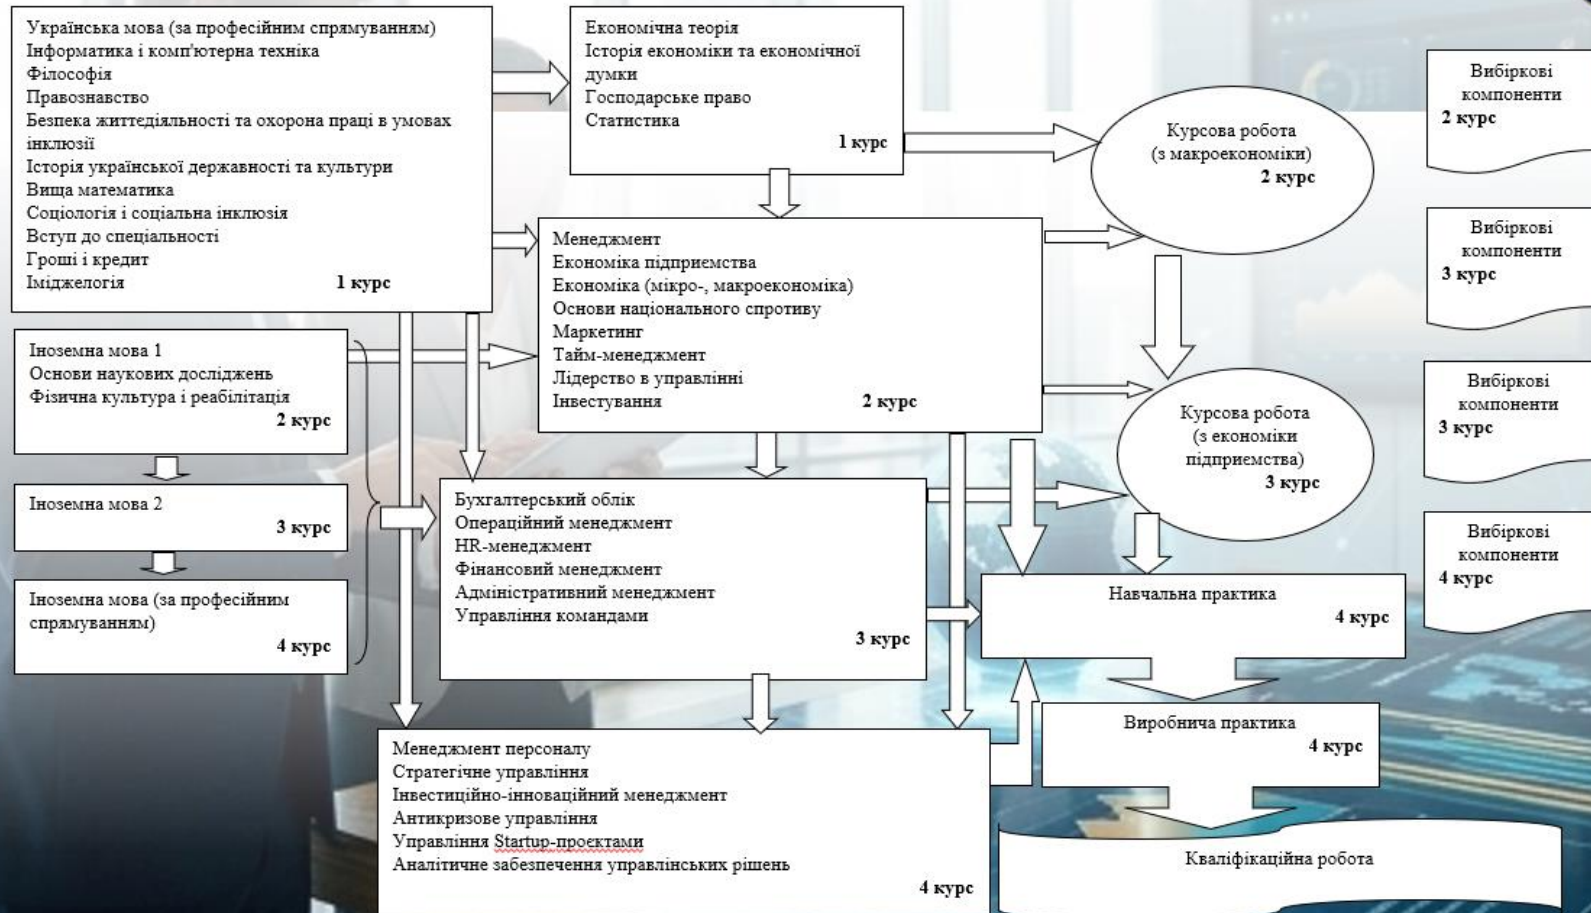 Українська мова (за професійним спрямуванням)
Інформатика і комп'ютерна техніка
Філософія
Правознавство
Безпека життєдіяльності та охорона праці в умовах
інклюзії
Історія української державності та культури
Вища математика
Соціологія і соціальна інклюзія
Вступ до спеціальності
Гроші і кредит
Іміджелогія 1 курс
Економічна теорія
Історія економіки та економічної
думки
Господарське право
Статистика
1 курс
Курсова робота
(з макроекономіки)
2 курс
Вибіркові
компоненти
2 курс
Вибіркові
компоненти
3 курс
Менеджмент
Економіка підприємства
Економіка (мікро-, макроекономіка)
Основи національного спротиву
Маркетинг
Тайм-менеджмент
Лідерство в управлінні
Інвестування 2 курс
Іноземна мова 1
Основи наукових досліджень
Фізична культура і реабілітація
2 курс
Іноземна мова 2
3 курс
Іноземна мова (за професійним
спрямуванням)
4 курс
Курсова робота
(з економіки
підприємства)
3 курс
Вибіркові
компоненти
3 курс
Вибіркові
компоненти
4 курс
Бухгалтерський облік
Операційний менеджмент
HR-менеджмент
Фінансовий менеджмент
Адміністративний менеджмент
Управління командами
3 курс
Навчальна практика
4 курс
Виробнича практика
4 курс
Менеджмент персоналу
Стратегічне управління
Інвестиційно-інноваційний менеджмент
Антикризове управління
Управління Startup-проєктами
Аналітичне забезпечення управлінських рішень
4 курс
Кваліфікаційна робота